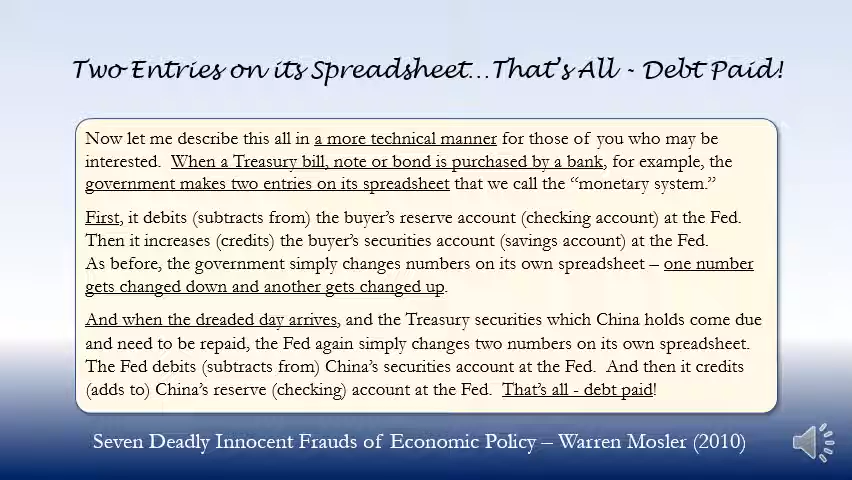 Two Entries on its Spreadsheet…That's All - Debt Paid!
Now let me describe this all in a more technical manner for those of you who may be
interested. When a Treasury bill, note or bond is purchased by a bank, for example, the
government makes two entries on its spreadsheet that we call the “monetary system.”
First, it debits (subtracts from) the buyer's reserve account (checking account) at the Fed.
Then it increases (credits) the buyer's securities account (savings account) at the Fed.
As before, the government simply changes numbers on its own spreadsheet – one number
gets changed down and another gets changed up.
And when the dreaded day arrives, and the Treasury securities which China holds come due
and need to be repaid, the Fed again simply changes two numbers on its own spreadsheet.
The Fed debits (subtracts from) China's securities account at the Fed. And then it credits
(adds to) China's reserve (checking) account at the Fed. That's all - debt paid!
Seven Deadly Innocent Frauds of Economic Policy – Warren Mosler (2010)